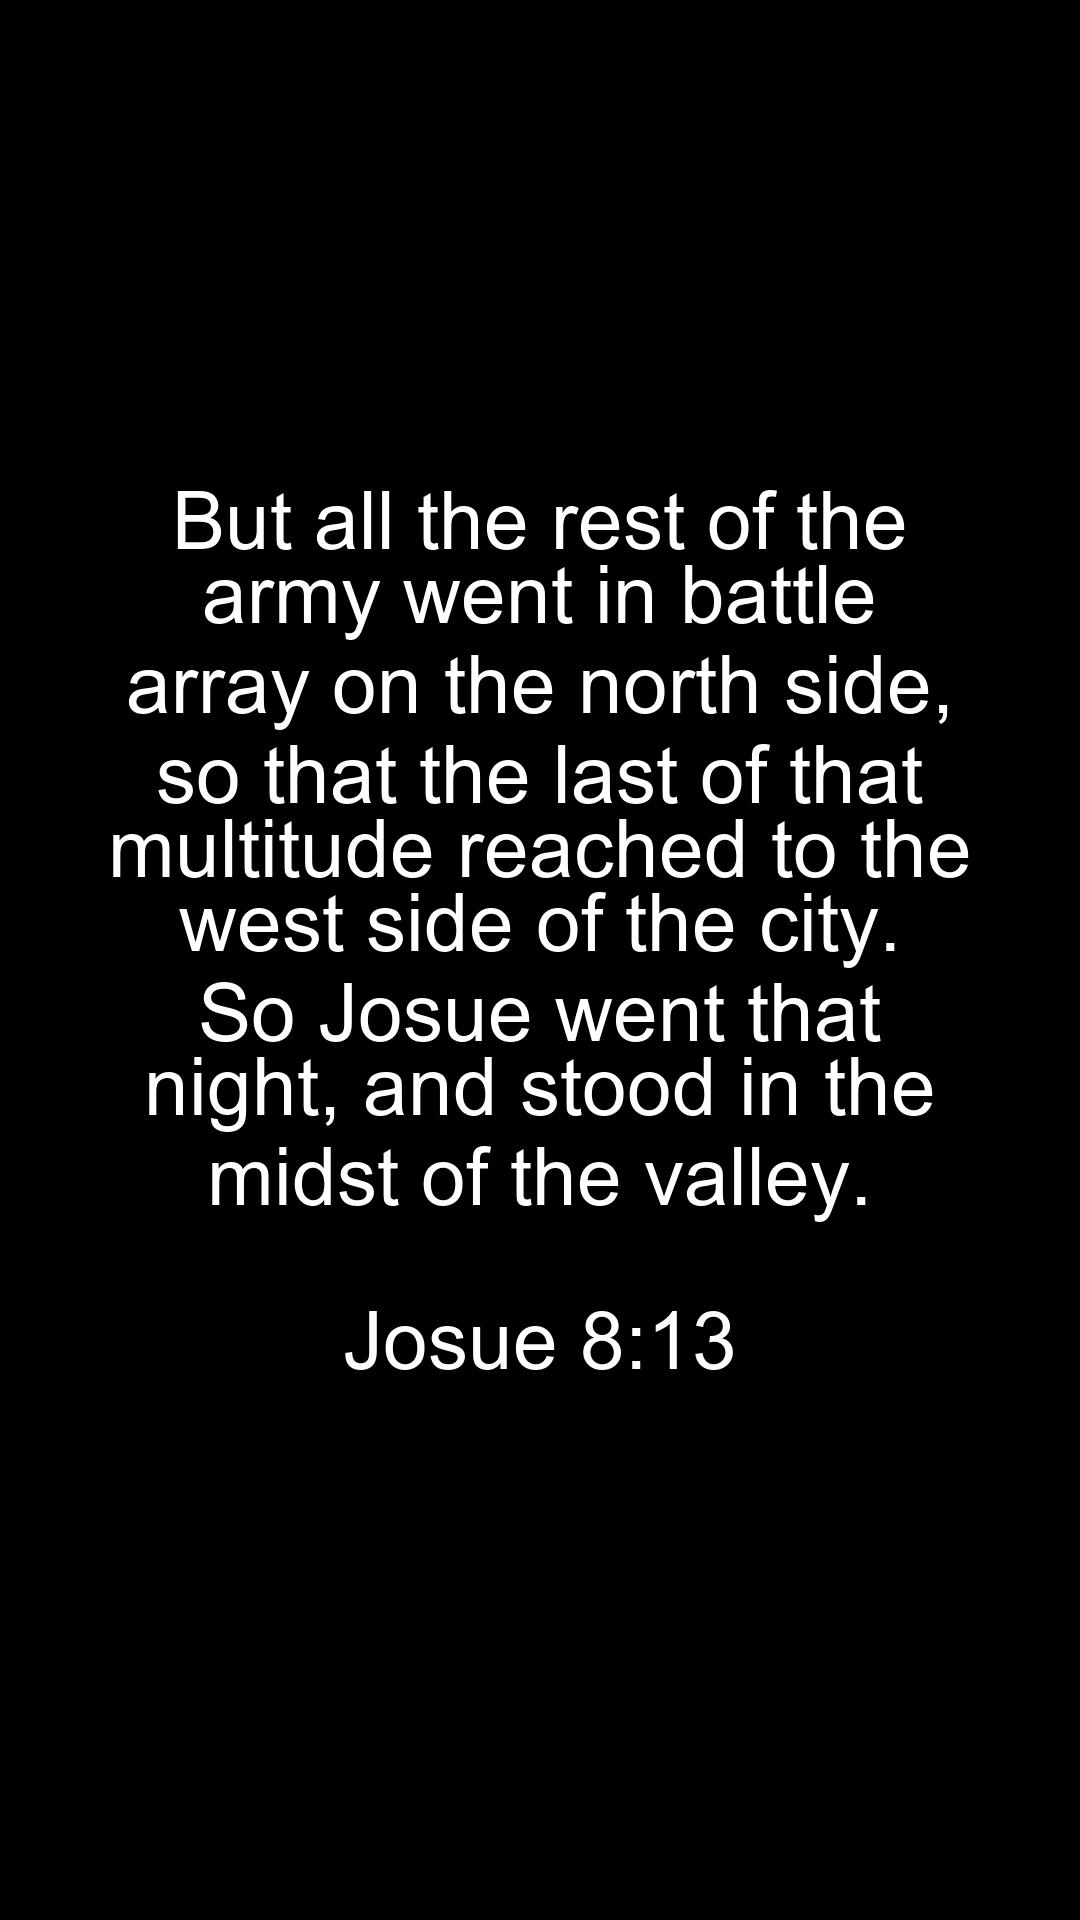 But all the rest of the
army went in battle
array on the north side,
so that the last of that
multitude reached to the
west side of the city.
So Josue went that
night, and stood in the
midst of the valley.
Josue 8:13